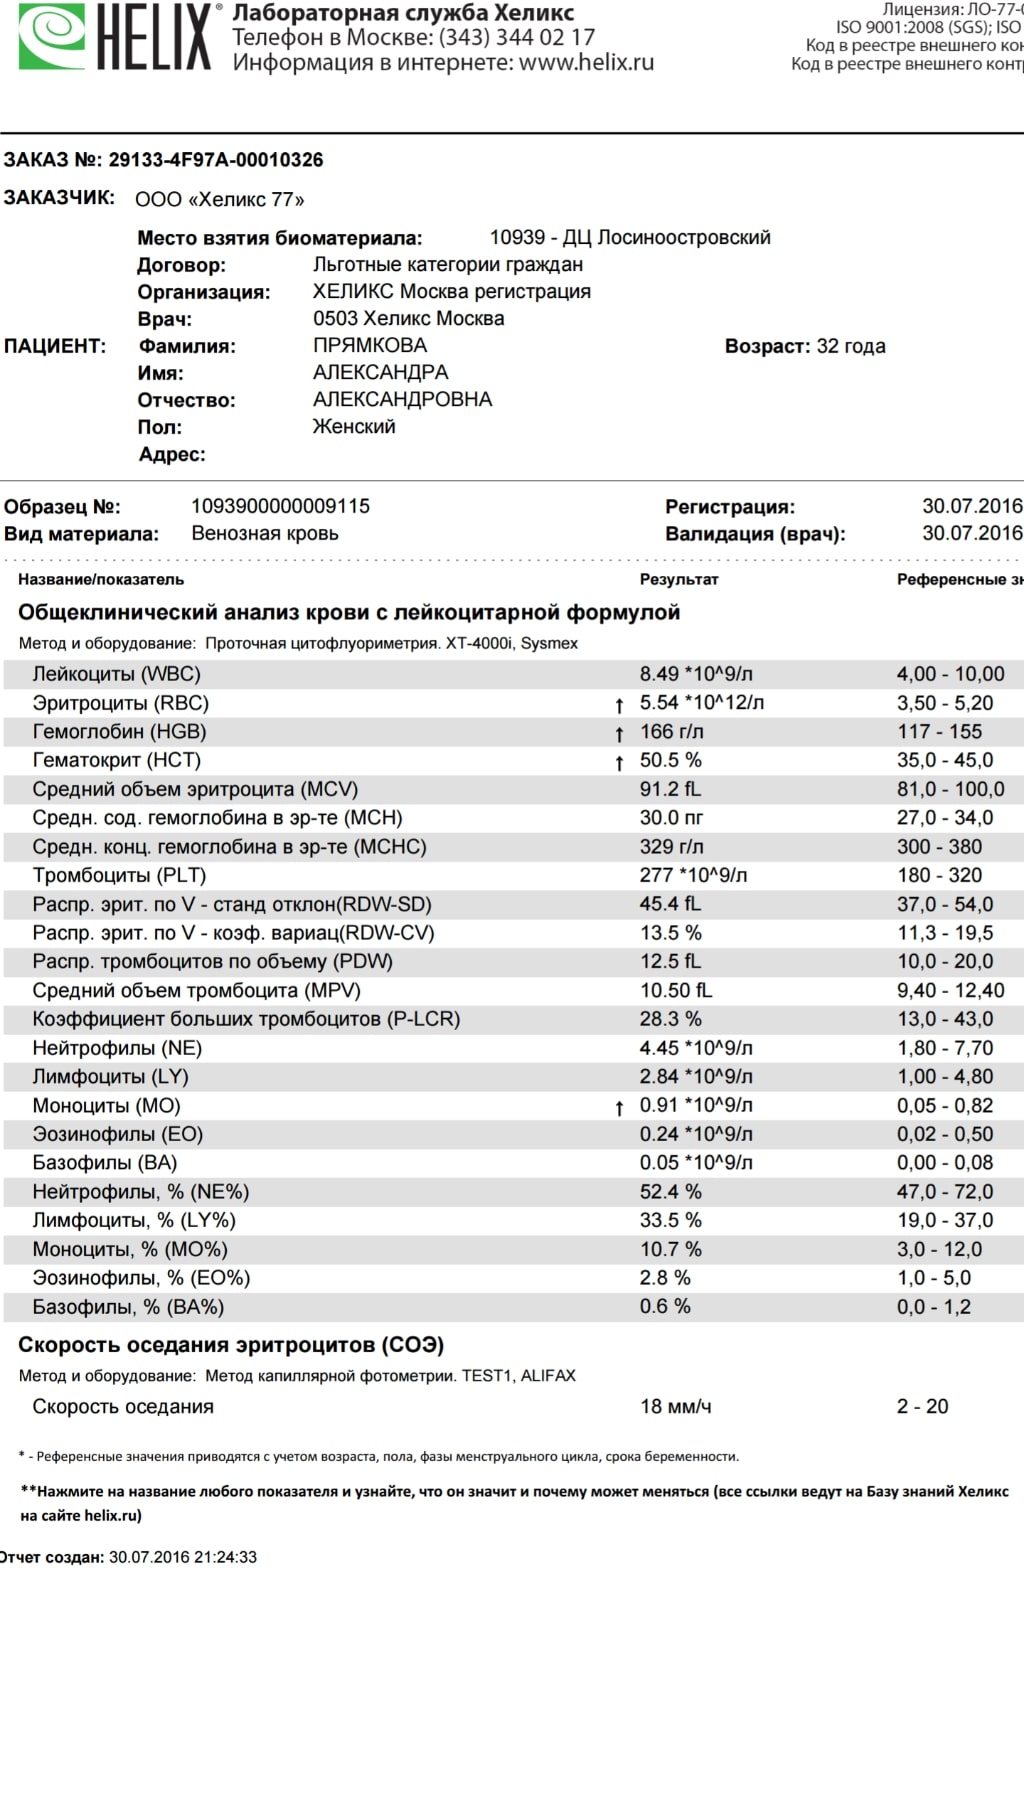 HELIX®
Лабораторная служба Хеликс
Телефон в Москве: (343) 344 02 17
Информация в интернете: www.helix.ru
Лицензия: ЛО-77-
ISO 9001:2008 (SGS); ISO
Код в реестре внешнего
Код в реестре внешнего
ЗАКАЗ №: 29133-4F97A-00010326
ЗАКАЗЧИК: ООО «Хеликс 77»
Место взятия биоматериала: 10939 - ДЦ Лосиноостровский
Договор: Льготные категории граждан
Организация: ХЕЛИКС Москва регистрация
Врач: 0503 Хеликс Москва
ПАЦИЕНТ: Фамилия: ПРЯМКОВА Возраст: 32 года
Имя: АЛЕКСАНДРА
Отчество: АЛЕКСАНДРОВНА
Пол: Женский
Адрес:
Образец №: 1093900000009115 Регистрация: 30.07.2016
Вид материала: Венозная кровь Валидация (врач): 30.07.2016
Название/показатель Результат Референсные
Общеклинический анализ крови с лейкоцитарной формулой
Метод и оборудование: Проточная цитофлуориметрия. XT-4000i, Sysmex
Лейкоциты (WBC) 8.49 *10^9/л 4,00 - 10,00
Эритроциты (RBC) ↑ 5.54 *10^12/л 3,50 - 5,20
Гемоглобин (HGB) ↑ 166 г/л 117 - 155
Гематокрит (HCT) ↑ 50.5 % 35,0 - 45,0
Средний объем эритроцита (MCV) 91.2 fL 81,0 - 100,0
Средн. сод. гемоглобина в эр-те (MCH) 30.0 пг 27,0 - 34,0
Средн. конц. гемоглобина в эр-те (MCHC) 329 г/л 300 - 380
Тромбоциты (PLT) 277 *10^9/л 180 - 320
Распр. эрит. по V - станд отклон(RDW-SD) 45.4 fL 37,0 - 54,0
Распр. эрит. по V - коэф. вариац(RDW-CV) 13.5 % 11,3 - 19,5
Распр. тромбоцитов по объему (PDW) 12.5 fL 10,0 - 20,0
Средний объем тромбоцита (MPV) 10.50 fL 9,40 - 12,40
Коэффициент больших тромбоцитов (P-LCR) 28.3 % 13,0 - 43,0
Нейтрофилы (NE) 4.45 *10^9/л 1,80 - 7,70
Лимфоциты (LY) 2.84 *10^9/л 1,00 - 4,80
Моноциты (MO) ↑ 0.91 *10^9/л 0,05 - 0,82
Эозинофилы (EO) 0.24 *10^9/л 0,02 - 0,50
Базофилы (BA) 0.05 *10^9/л 0,00 - 0,08
Нейтрофилы, % (NE%) 52.4 % 47,0 - 72,0
Лимфоциты, % (LY%) 33.5 % 19,0 - 37,0
Моноциты, % (MO%) 10.7 % 3,0 - 12,0
Эозинофилы, % (EO%) 2.8 % 1,0 - 5,0
Базофилы, % (BA%) 0.6 % 0,0 - 1,2
Скорость оседания эритроцитов (СОЭ)
Метод и оборудование: Метод капиллярной фотометрии. TEST1, ALIFAX
Скорость оседания 18 мм/ч 2 - 20
* - Референсные значения приводятся с учетом возраста, пола, фазы менструального цикла, срока беременности.
**Нажмите на название любого показателя и узнайте, что он значит и почему может меняться (все ссылки ведут на Базу знаний Хеликс
на сайте helix.ru)
Отчет создан: 30.07.2016 21:24:33